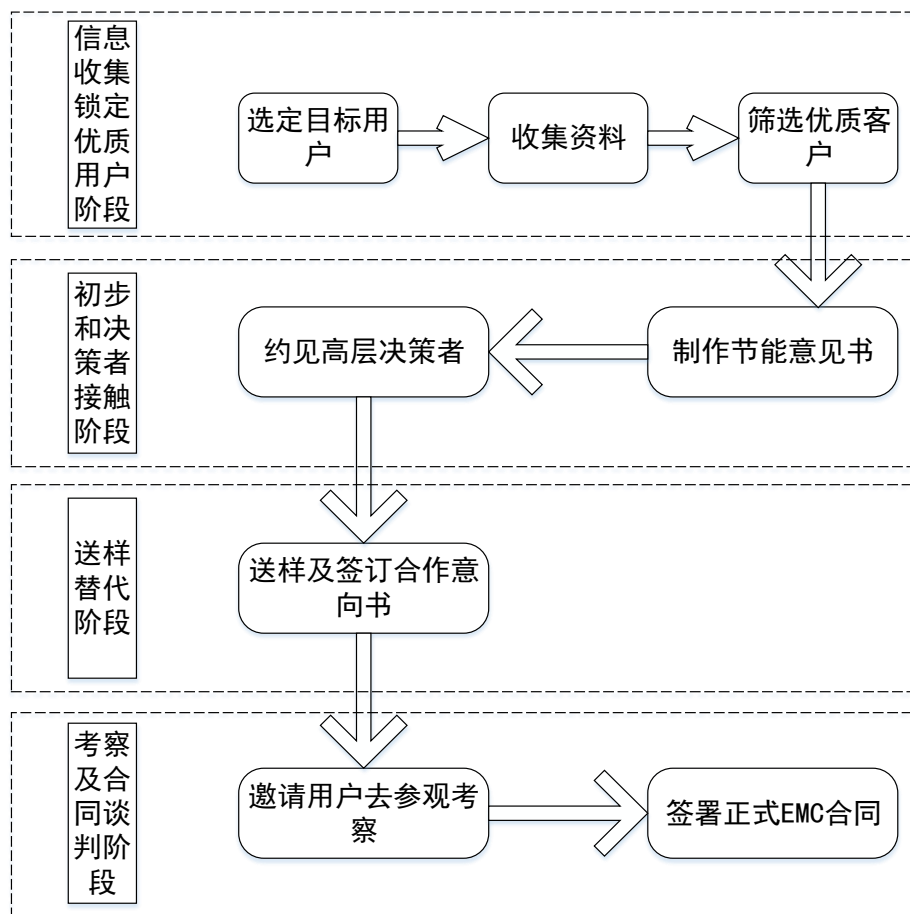 信息
收集
锁定
优质
用户
阶段
选定目标用
户
收集资料
筛选优质客
户
初步
和决
策者
接触
阶段
约见高层决策者
制作节能意见书
送样
替代
阶段
送样及签订合作意
向书
考察
及合
同谈
判阶
段
邀请用户去参观考
察
签署正式EMC合同